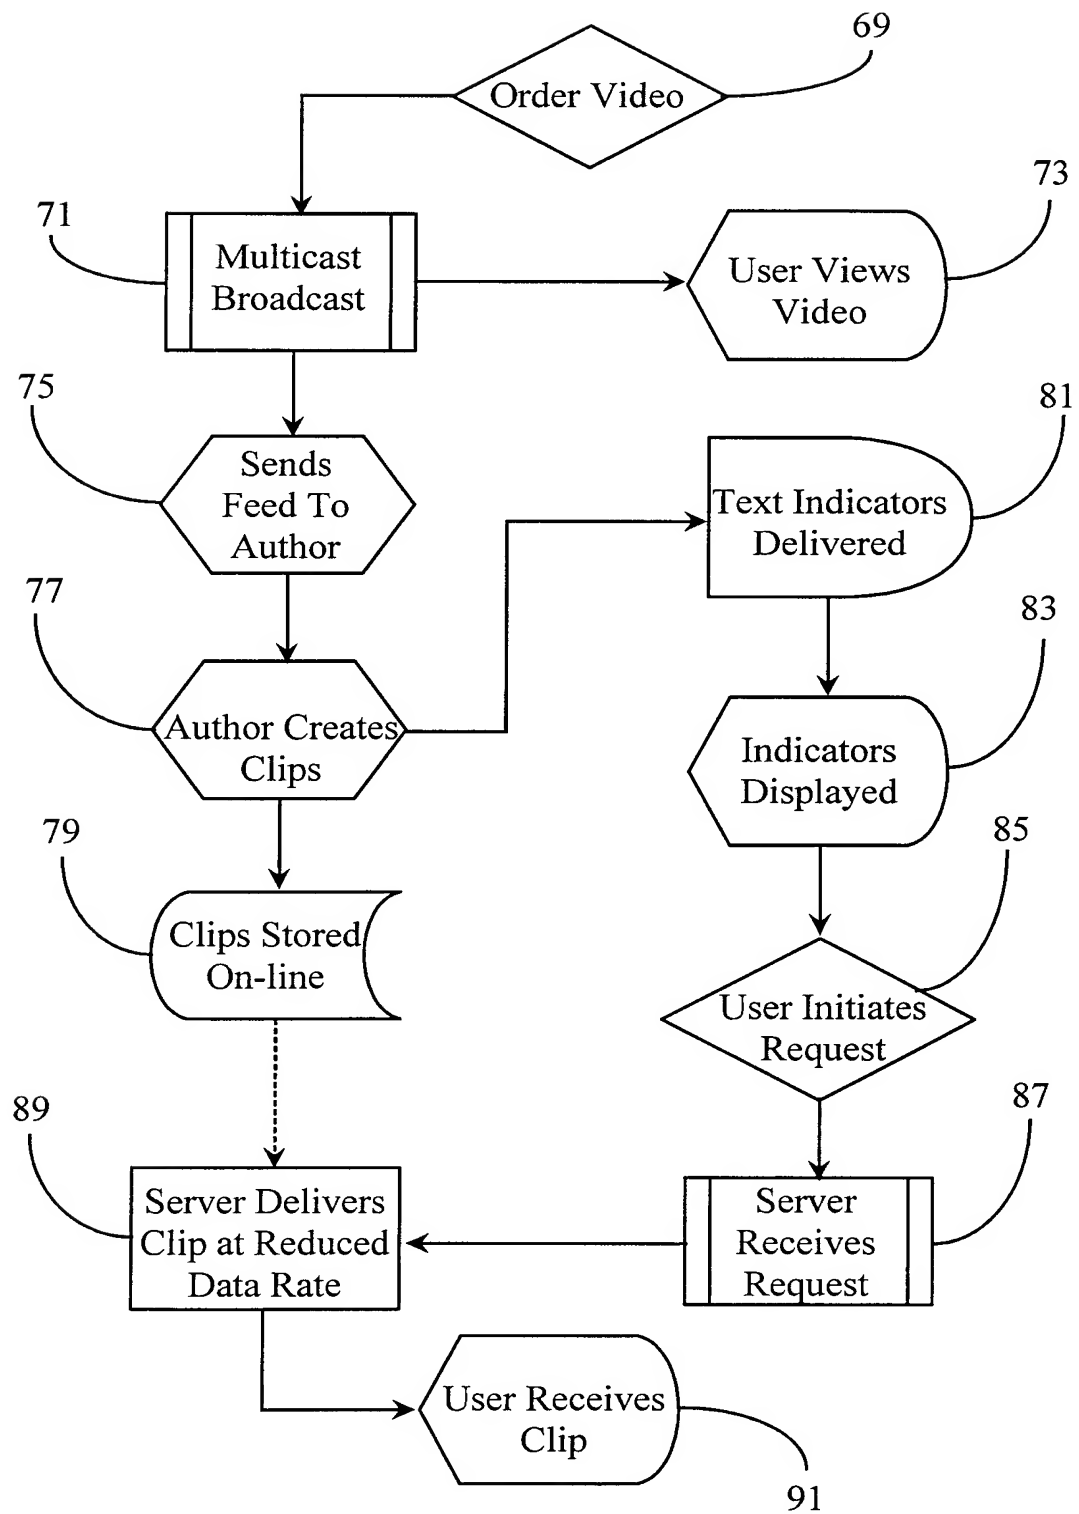 69
Order Video
73
71
Multicast
Broadcast
User Views
Video
75
81
Sends
Feed To
Author
Text Indicators
Delivered
77
83
Author Creates
Clips
Indicators
Displayed
79
85
Clips Stored
On-line
User Initiates
Request
89
87
Server Delivers
Clip at Reduced
Data Rate
Server
Receives
Request
User Receives
Clip
91